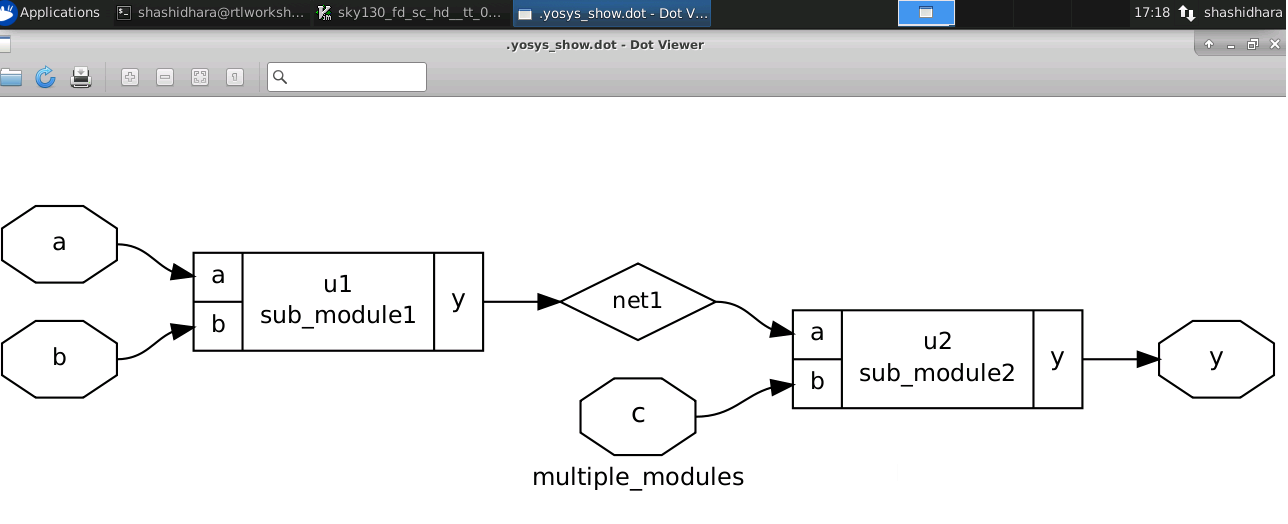 Applications
shashidhara@rtlworksh...
sky130_fd_sc_hd__tt_0...
.yosys_show.dot - Dot V...
17:18
shashidhara
.yosys_show.dot - Dot Viewer
a
b
a
b
u1
sub_module1
y
net1
c
a
b
u2
sub_module2
y
y
multiple_modules